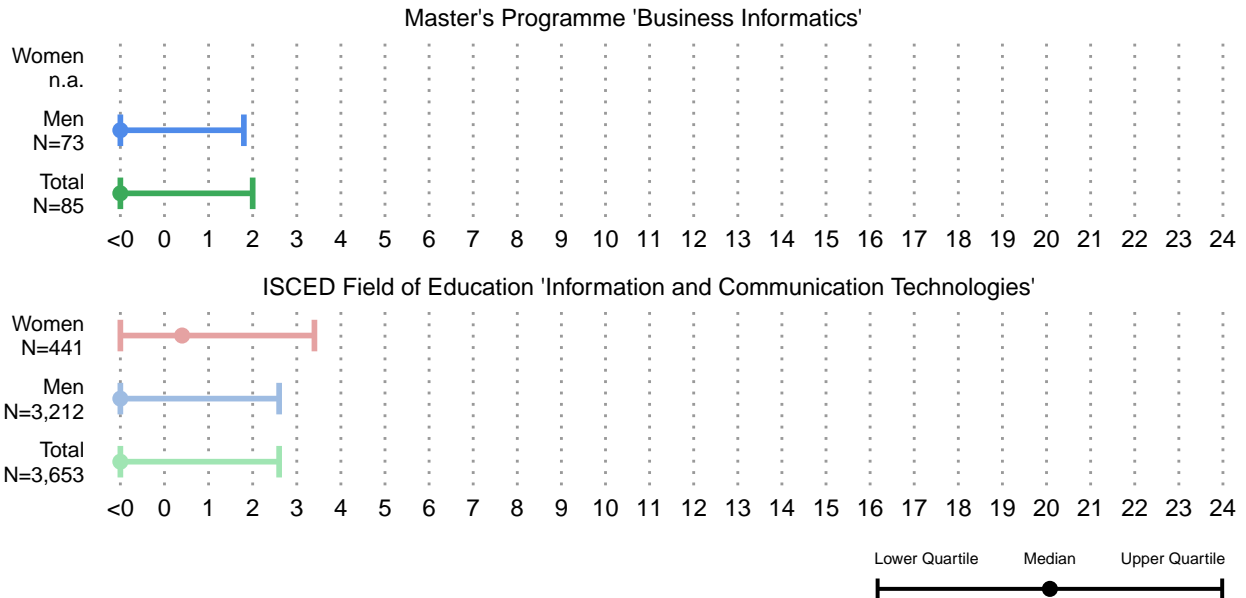 Master's Programme 'Business Informatics'
Women
n.a.
Men
N=73
Total
N=85
<0 0 1 2 3 4 5 6 7 8 9 10 11 12 13 14 15 16 17 18 19 20 21 22 23 24
ISCED Field of Education 'Information and Communication Technologies'
Women
N=441
Men
N=3,212
Total
N=3,653
<0 0 1 2 3 4 5 6 7 8 9 10 11 12 13 14 15 16 17 18 19 20 21 22 23 24
Lower Quartile Median Upper Quartile